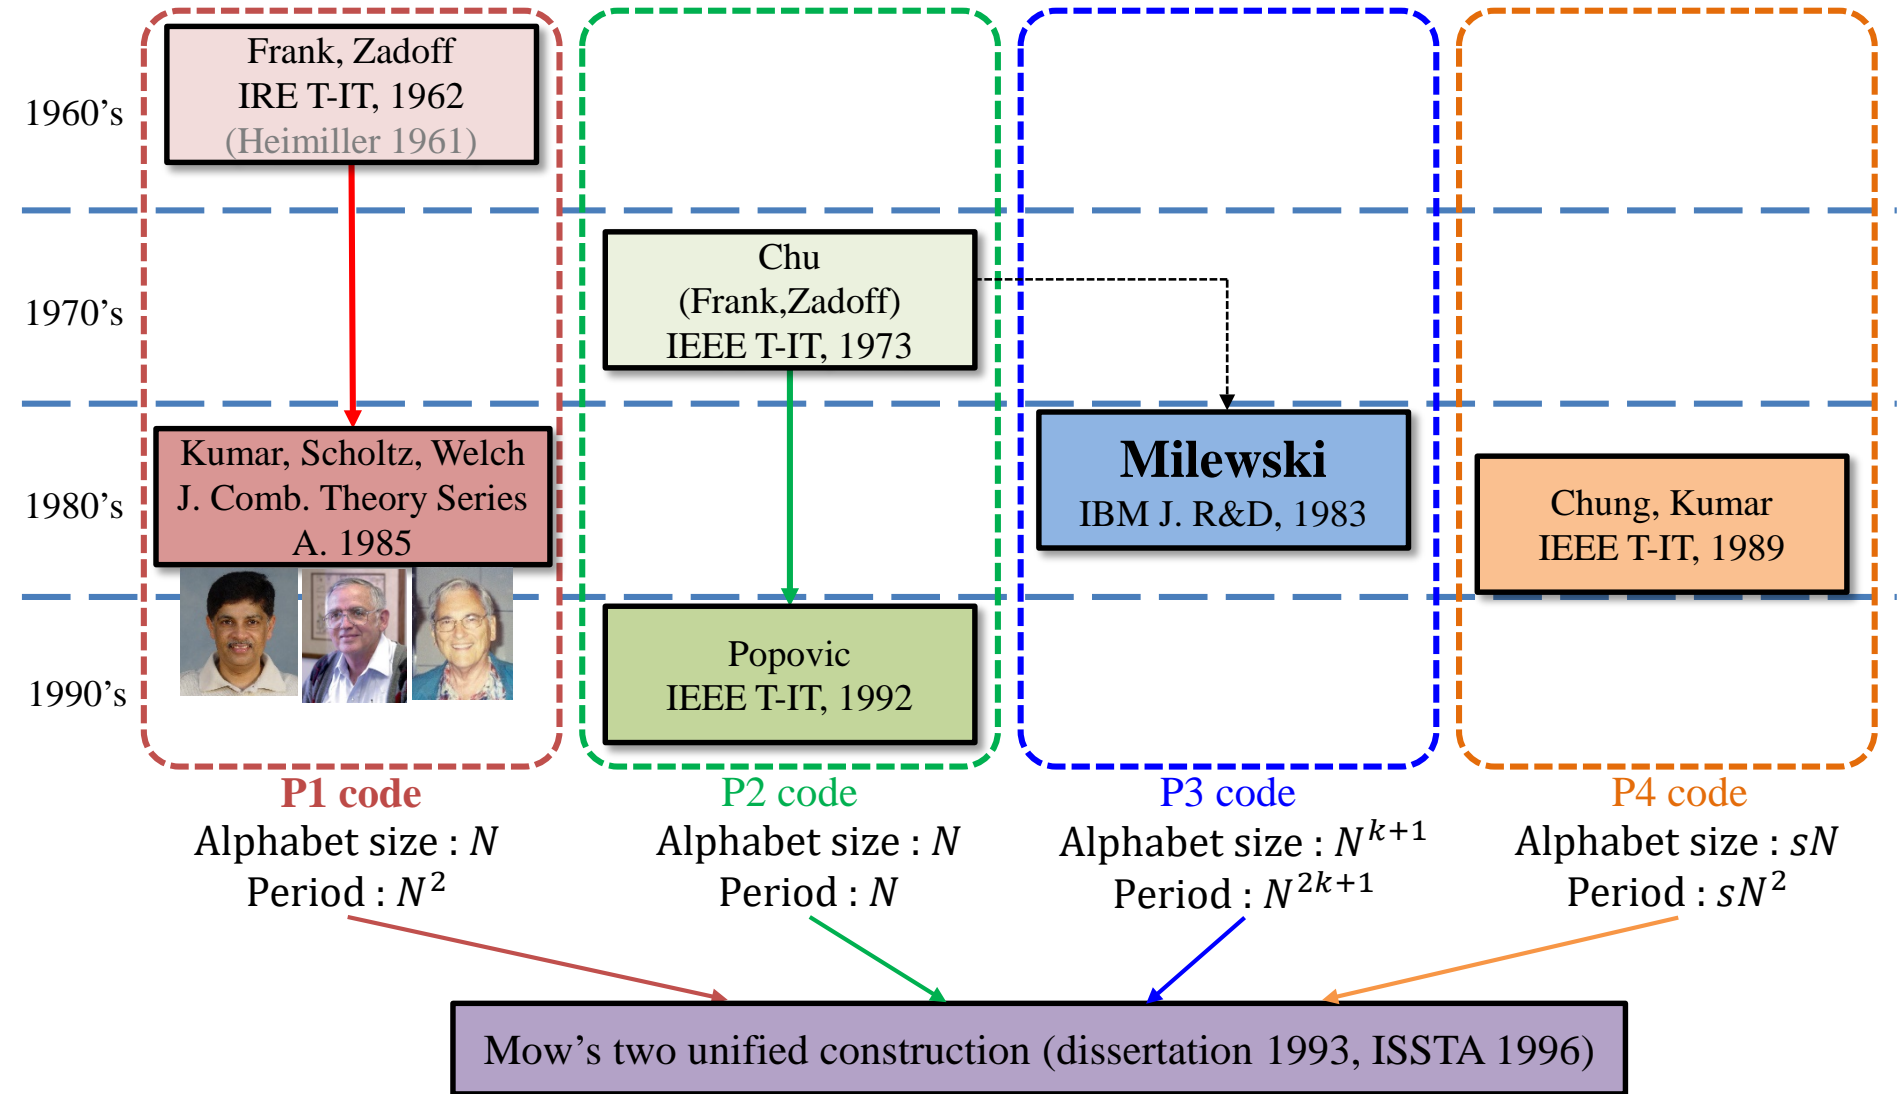 1960's
Frank, Zadoff
IRE T-IT, 1962
(Heimiller 1961)
1970's
Chu
(Frank,Zadoff)
IEEE T-IT, 1973
1980's
Kumar, Scholtz, Welch
J. Comb. Theory Series
A. 1985
Milewski
IBM J. R&D, 1983
Chung, Kumar
IEEE T-IT, 1989
1990's
Popovic
IEEE T-IT, 1992
P1 code
Alphabet size : N
Period : N²
P2 code
Alphabet size : N
Period : N
P3 code
Alphabet size : N^{k+1}
Period : N^{2k+1}
P4 code
Alphabet size : sN
Period : sN²
Mow's two unified construction (dissertation 1993, ISSTA 1996)